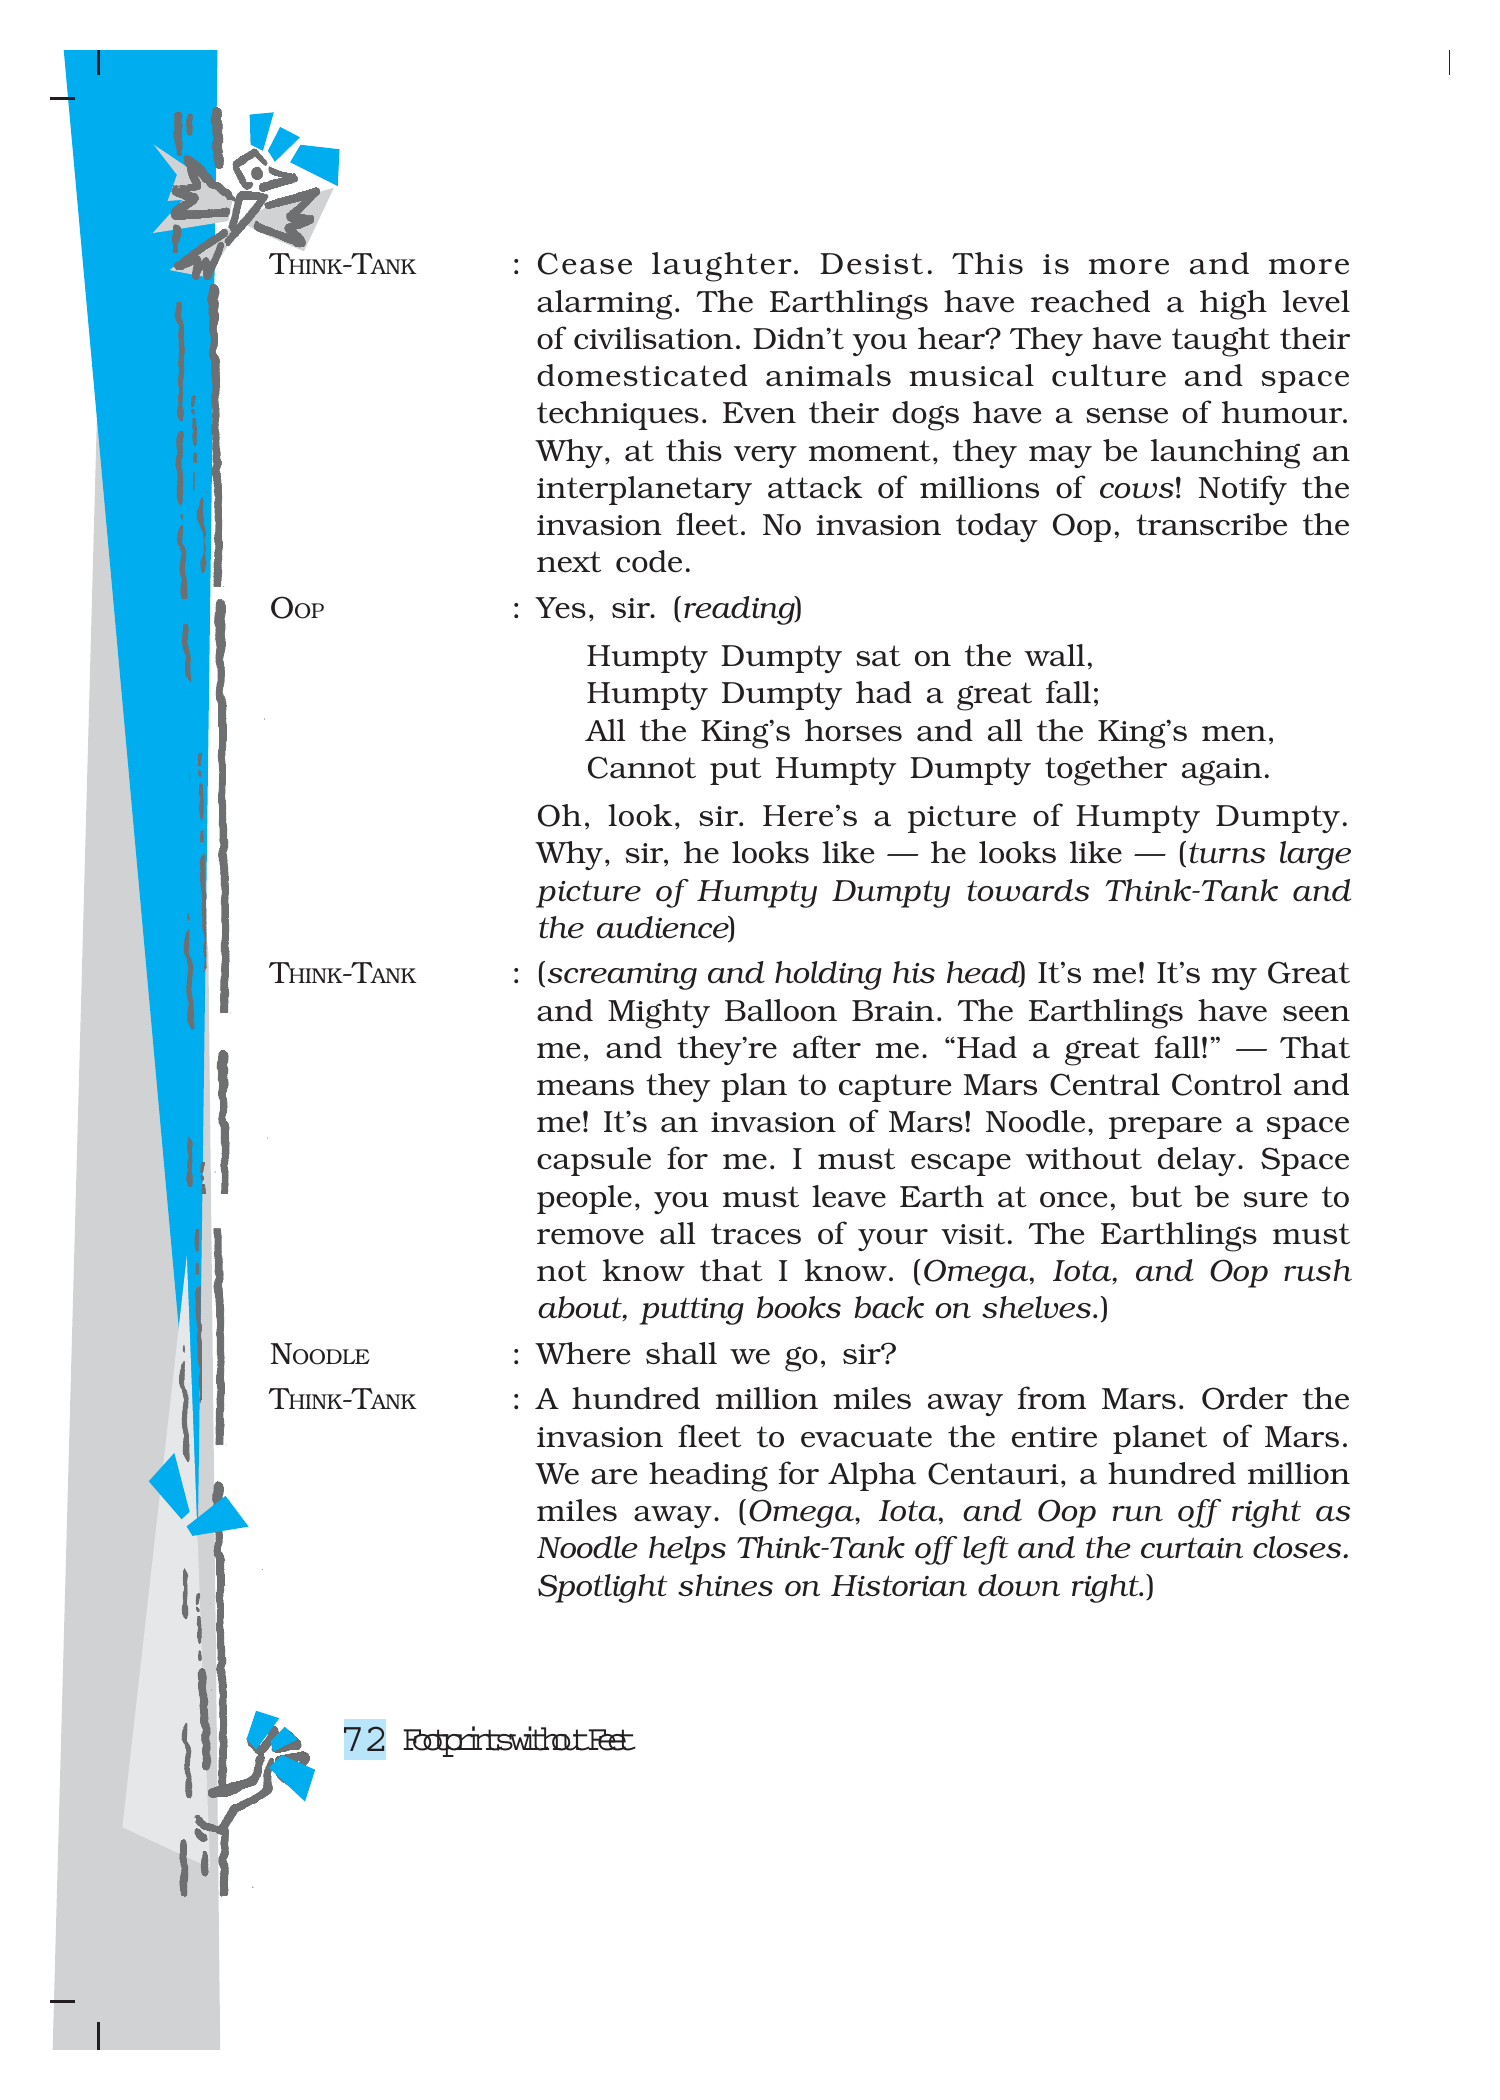 THINK-TANK : Cease laughter. Desist. This is more and more
alarming. The Earthlings have reached a high level
of civilisation. Didn't you hear? They have taught their
domesticated animals musical culture and space
techniques. Even their dogs have a sense of humour.
Why, at this very moment, they may be launching an
interplanetary attack of millions of cows! Notify the
invasion fleet. No invasion today Oop, transcribe the
next code.
OOP : Yes, sir. (reading)
Humpty Dumpty sat on the wall,
Humpty Dumpty had a great fall;
All the King's horses and all the King's men,
Cannot put Humpty Dumpty together again.
Oh, look, sir. Here's a picture of Humpty Dumpty.
Why, sir, he looks like — he looks like — (turns large
picture of Humpty Dumpty towards Think-Tank and
the audience)
THINK-TANK : (screaming and holding his head) It's me! It's my Great
and Mighty Balloon Brain. The Earthlings have seen
me, and they're after me. “Had a great fall!” — That
means they plan to capture Mars Central Control and
me! It's an invasion of Mars! Noodle, prepare a space
capsule for me. I must escape without delay. Space
people, you must leave Earth at once, but be sure to
remove all traces of your visit. The Earthlings must
not know that I know. (Omega, Iota, and Oop rush
about, putting books back on shelves.)
NOODLE : Where shall we go, sir?
THINK-TANK : A hundred million miles away from Mars. Order the
invasion fleet to evacuate the entire planet of Mars.
We are heading for Alpha Centauri, a hundred million
miles away. (Omega, Iota, and Oop run off right as
Noodle helps Think-Tank off left and the curtain closes.
Spotlight shines on Historian down right.)
72 Footprints without Feet